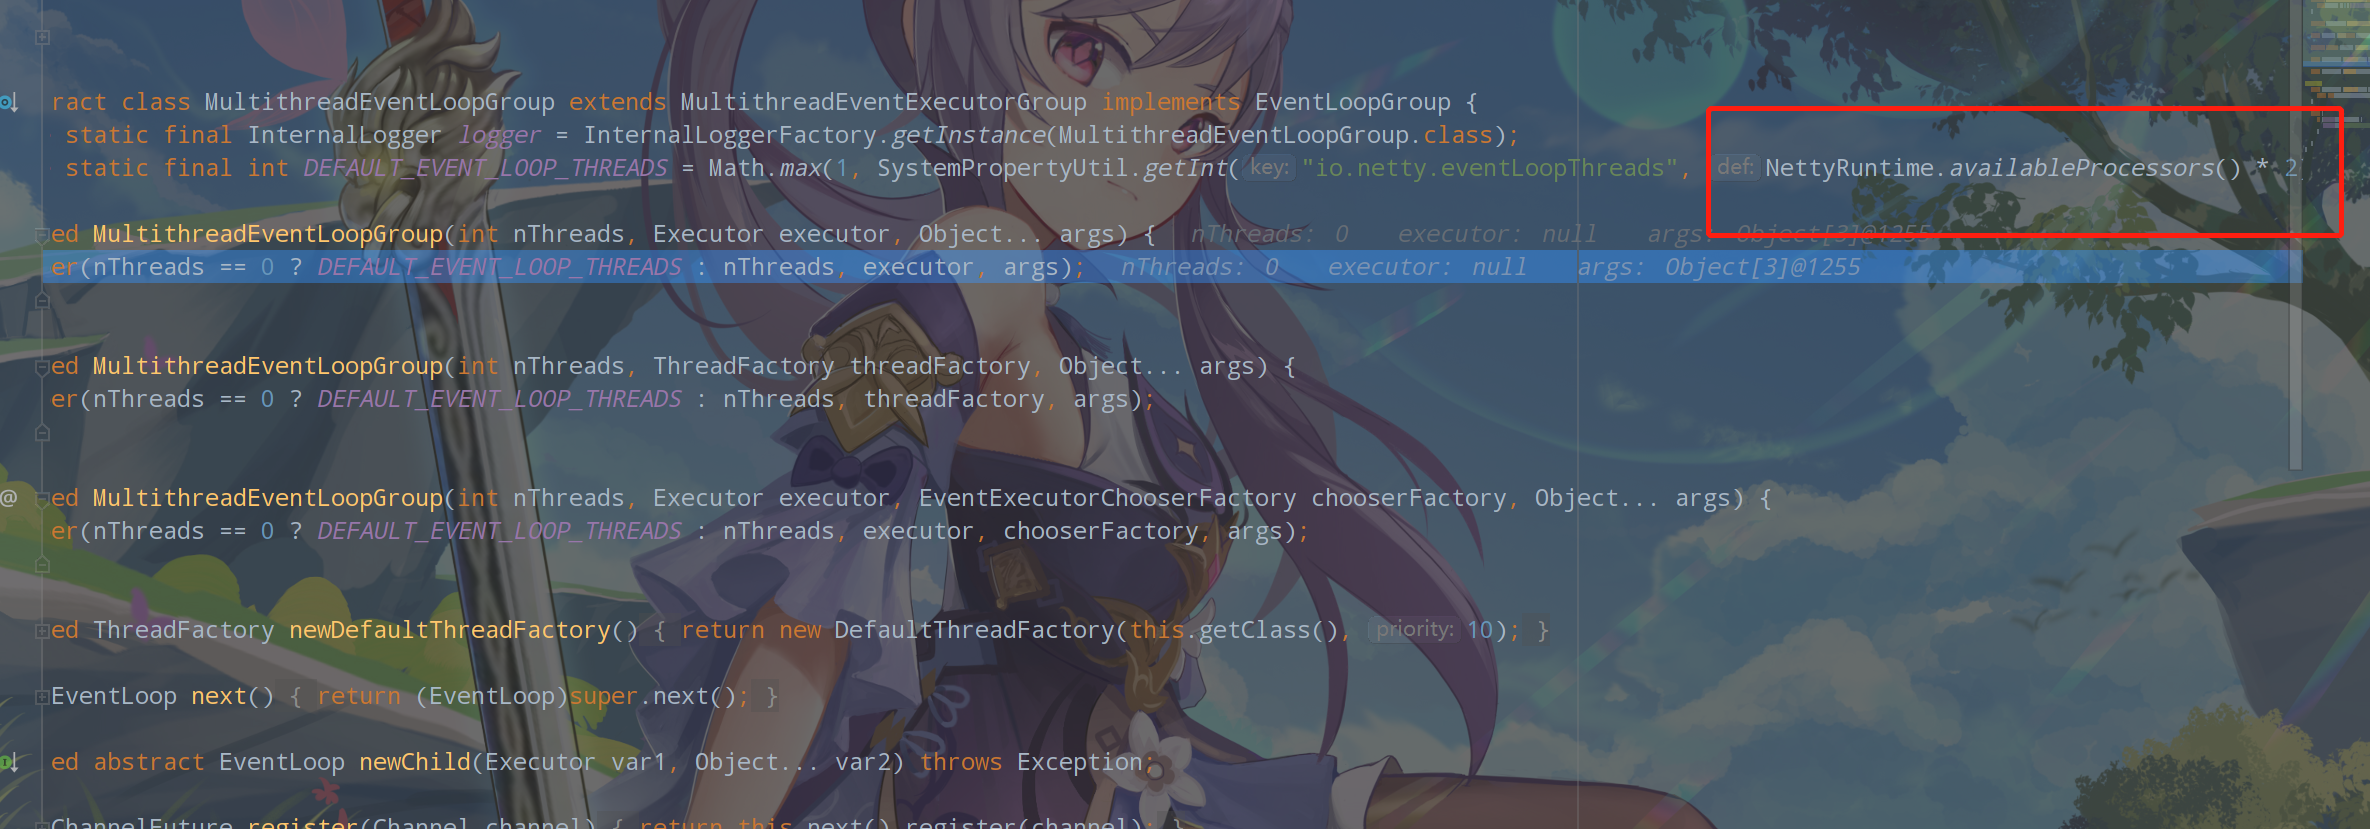 ract class MultithreadEventLoopGroup extends MultithreadEventExecutorGroup implements EventLoopGroup {
static final InternalLogger logger = InternalLoggerFactory.getInstance(MultithreadEventLoopGroup.class);
static final int DEFAULT_EVENT_LOOP_THREADS = Math.max(1, SystemPropertyUtil.getInt( key: "io.netty.eventLoopThreads", def: NettyRuntime.availableProcessors() * 2
ed MultithreadEventLoopGroup(int nThreads, Executor executor, Object... args) { nThreads: 0 executor: null args: Object[3]@1255
er(nThreads == 0 ? DEFAULT_EVENT_LOOP_THREADS : nThreads, executor, args); nThreads: 0 executor: null args: Object[3]@1255
ed MultithreadEventLoopGroup(int nThreads, ThreadFactory threadFactory, Object... args) {
er(nThreads == 0 ? DEFAULT_EVENT_LOOP_THREADS : nThreads, threadFactory, args);
@ ed MultithreadEventLoopGroup(int nThreads, Executor executor, EventExecutorChooserFactory chooserFactory, Object... args) {
er(nThreads == 0 ? DEFAULT_EVENT_LOOP_THREADS : nThreads, executor, chooserFactory, args);
ed ThreadFactory newDefaultThreadFactory() { return new DefaultThreadFactory(this.getClass(), priority: 10); }
EventLoop next() { return (EventLoop)super.next(); }
ed abstract EventLoop newChild(Executor var1, Object... var2) throws Exception;
ChannelFuture register(Channel channel) { return this.next().register(channel); }